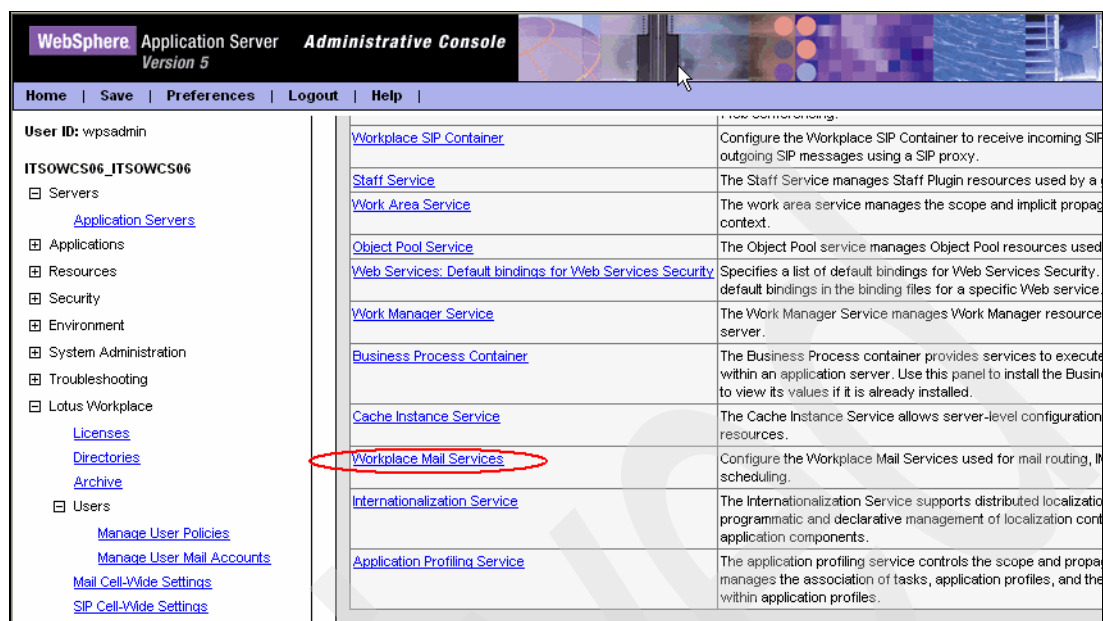 WebSphere Application Server Administrative Console
Version 5
Home | Save | Preferences | Logout | Help |
User ID: wpsadmin
ITSOWCS06_ITSOWCS06
Servers
Application Servers
Applications
Resources
Security
Environment
System Administration
Troubleshooting
Lotus Workplace
Licenses
Directories
Archive
Users
Manage User Policies
Manage User Mail Accounts
Mail Cell-Wide Settings
SIP Cell-Wide Settings
Workplace SIP Container
Configure the Workplace SIP Container to receive incoming SIP
outgoing SIP messages using a SIP proxy.
Staff Service
The Staff Service manages Staff Plugin resources used by a
Work Area Service
The work area service manages the scope and implicit propag
context.
Object Pool Service
The Object Pool service manages Object Pool resources used
Web Services: Default bindings for Web Services Security
Specifies a list of default bindings for Web Services Security.
default bindings in the binding files for a specific Web service.
Work Manager Service
The Work Manager Service manages Work Manager resource
server.
Business Process Container
The Business Process container provides services to execute
within an application server. Use this panel to install the Busin
to view its values if it is already installed.
Cache Instance Service
The Cache Instance Service allows server-level configuration
resources.
Workplace Mail Services
Configure the Workplace Mail Services used for mail routing,
scheduling.
Internationalization Service
The Internationalization Service supports distributed localizatio
programmatic and declarative management of localization cont
application components.
Application Profiling Service
The application profiling service controls the scope and propa
manages the association of tasks, application profiles, and the
within application profiles.